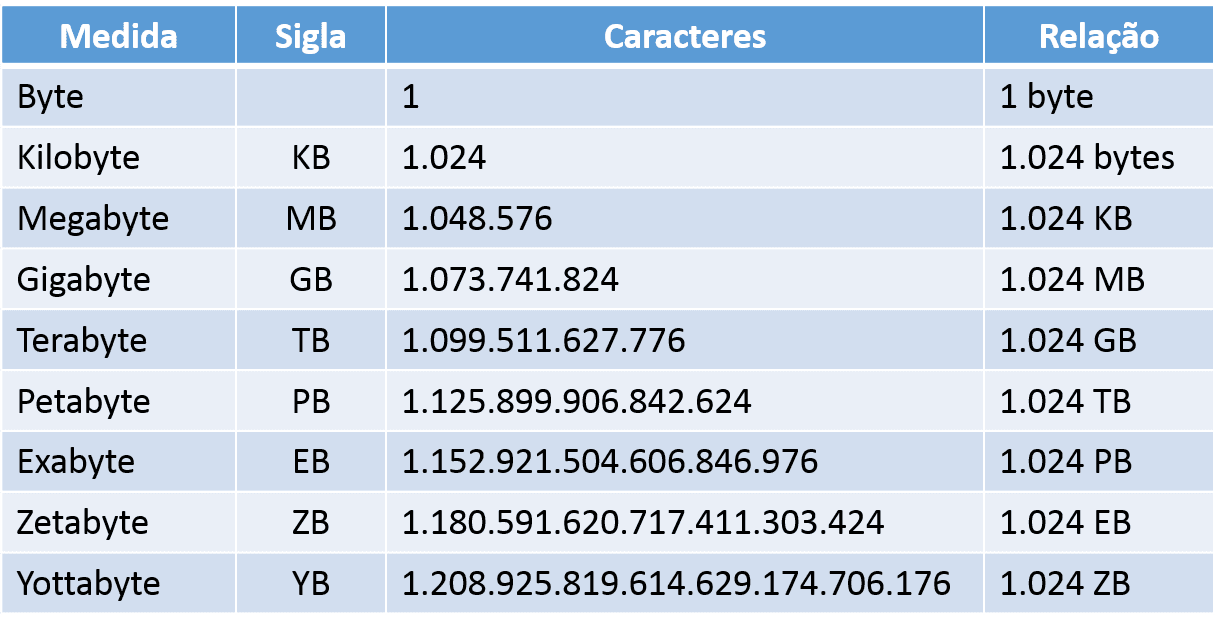 Medida Sigla Caracteres Relação
Byte 1 1 byte
Kilobyte KB 1.024 1.024 bytes
Megabyte MB 1.048.576 1.024 KB
Gigabyte GB 1.073.741.824 1.024 MB
Terabyte TB 1.099.511.627.776 1.024 GB
Petabyte PB 1.125.899.906.842.624 1.024 TB
Exabyte EB 1.152.921.504.606.846.976 1.024 PB
Zetabyte ZB 1.180.591.620.717.411.303.424 1.024 EB
Yottabyte YB 1.208.925.819.614.629.174.706.176 1.024 ZB